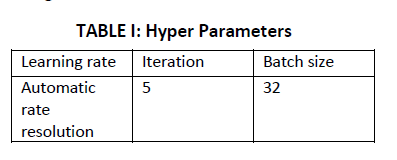 TABLE I: Hyper Parameters
Learning rate Iteration Batch size
Automatic 5 32
rate
resolution